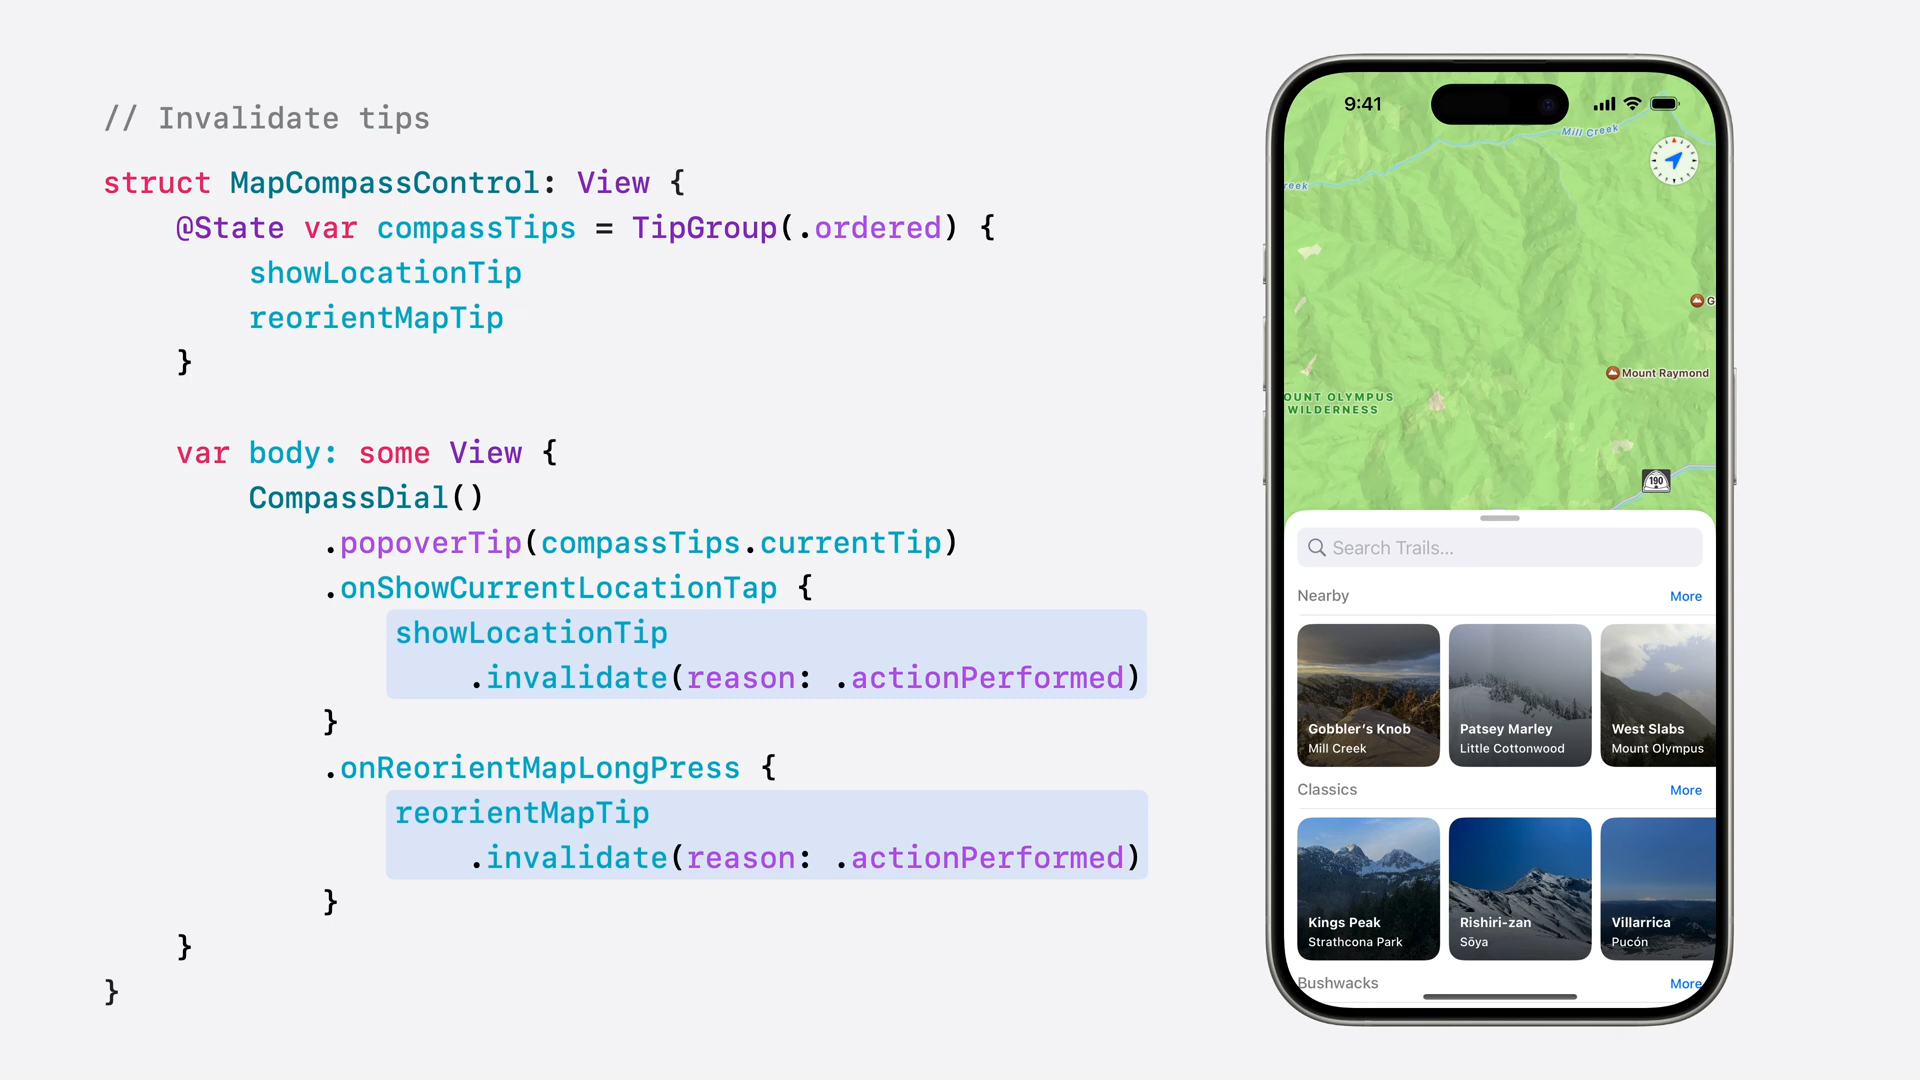 // Invalidate tips
struct MapCompassControl: View {
@State var compassTips = TipGroup(.ordered) {
showLocationTip
reorientMapTip
}
var body: some View {
CompassDial()
.popoverTip(compassTips.currentTip)
.onShowCurrentLocationTap {
showLocationTip
.invalidate(reason: .actionPerformed)
}
.onReorientMapLongPress {
reorientMapTip
.invalidate(reason: .actionPerformed)
}
}
}
9:41
Mill Creek
reek
G
Mount Raymond
OUNT OLYMPUS
WILDERNESS
190
Search Trails...
Nearby More
Gobbler’s Knob
Mill Creek
Patsey Marley
Little Cottonwood
West Slabs
Mount Olympus
Classics More
Kings Peak
Strathcona Park
Rishiri-zan
Sōya
Villarrica
Pucón
Bushwacks More